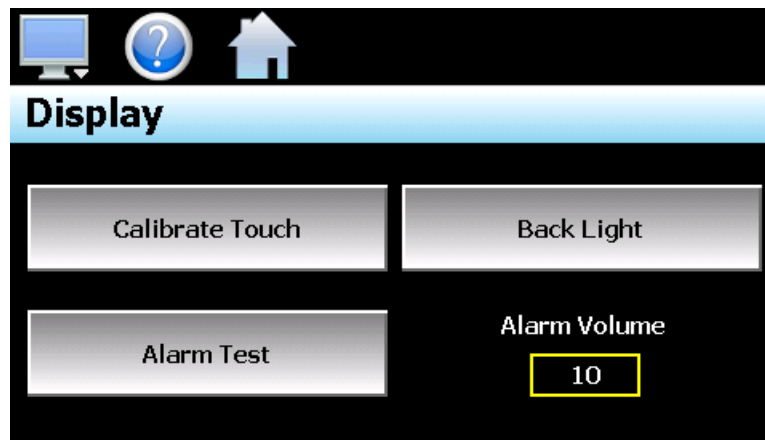 ?
Display
Calibrate Touch
Back Light
Alarm Test
Alarm Volume
10